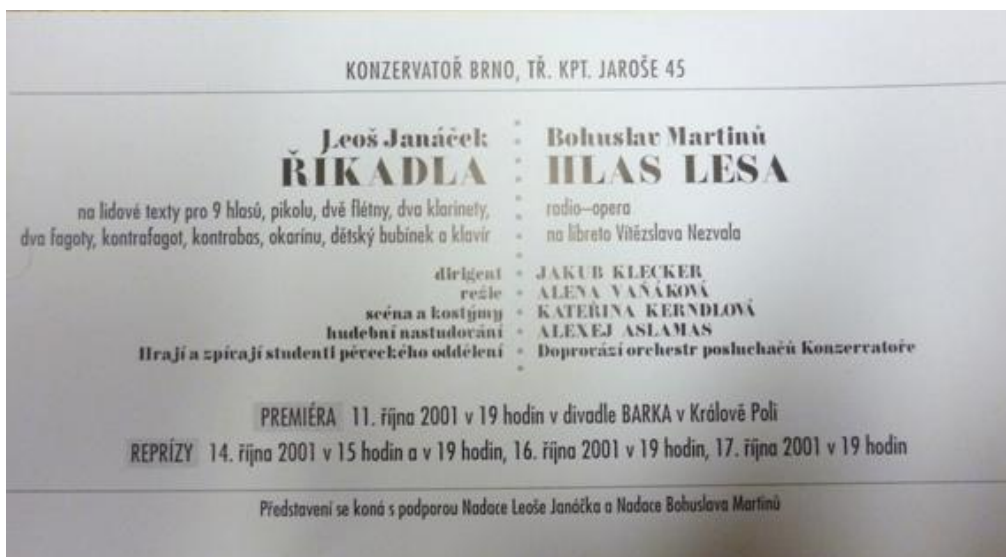 KONZERVATOŘ BRNO, TŘ. KPT. JAROŠE 45
Leoš Janáček
ŘÍKADLA
na lidové texty pro 9 hlasů, pikolu, dvě flétny, dva klarinety,
dva fagoty, kontrafagot, kontrabas, okarínu, dětský bubínek a klavír
Bohuslav Martinů
HLAS LESA
radio–opera
na libreto Vítězslava Nezvala
dirigent • JAKUB KLECKER
režie • ALENA VAŇÁKOVÁ
scéna a kostýmy • KATEŘINA KERNDLOVÁ
hudební nastudování • ALEXEJ ASLAMAS
Hrají a zpívají studenti pěveckého oddělení • Doprovází orchestr posluchačů Konzervatoře
PREMIÉRA 11. října 2001 v 19 hodin v divadle BARKA v Králově Poli
REPRÍZY 14. října 2001 v 15 hodin a v 19 hodin, 16. října 2001 v 19 hodin, 17. října 2001 v 19 hodin
Představení se koná s podporou Nadace Leoše Janáčka a Nadace Bohuslava Martinů